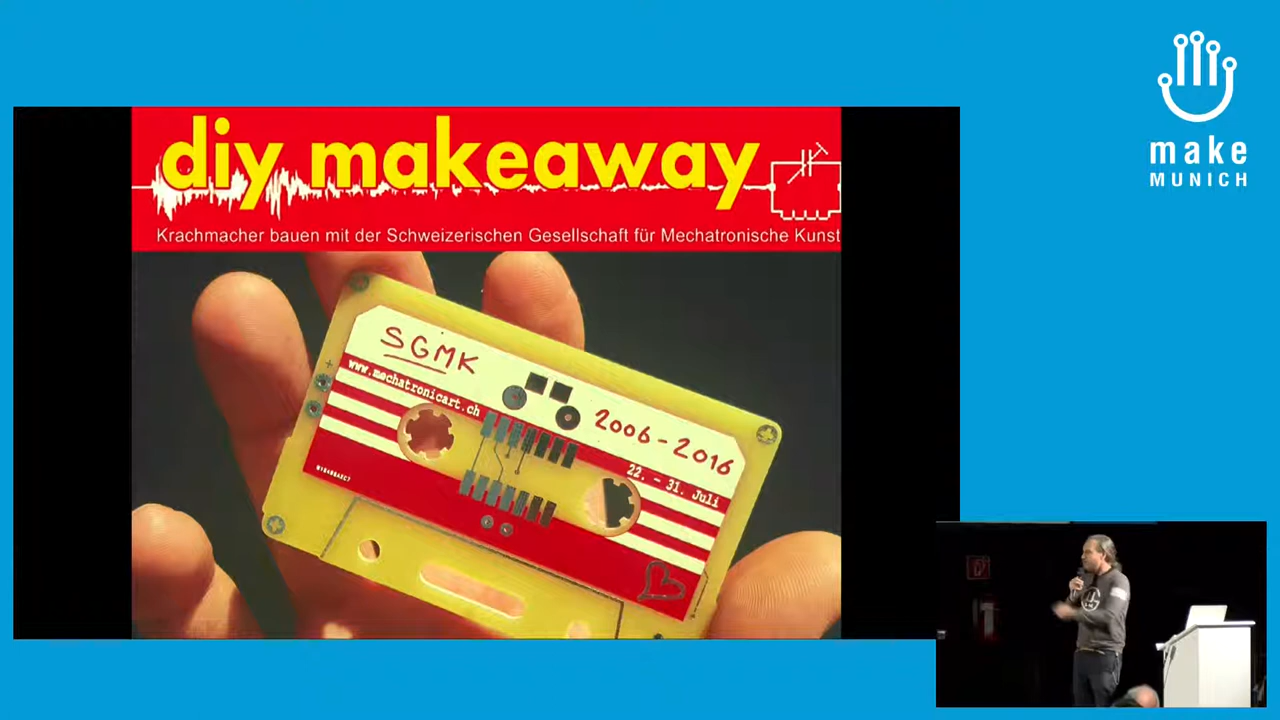 diy makeaway
Krachmacher bauen mit der Schweizerischen Gesellschaft für Mechatronische Kunst
SGMK
www.mechatronicart.ch
2006-2016
22. - 31. Juli
make
MUNICH